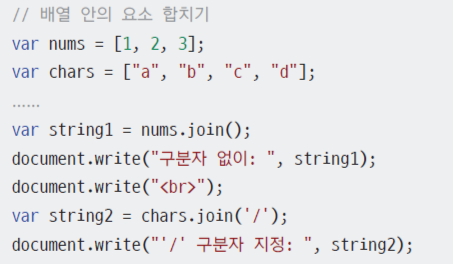 // 배열 안의 요소 합치기
var nums = [1, 2, 3];
var chars = ["a", "b", "c", "d"];
……
var string1 = nums.join();
document.write("구분자 없이: ", string1);
document.write("<br>");
var string2 = chars.join('/');
document.write("'/' 구분자 지정: ", string2);